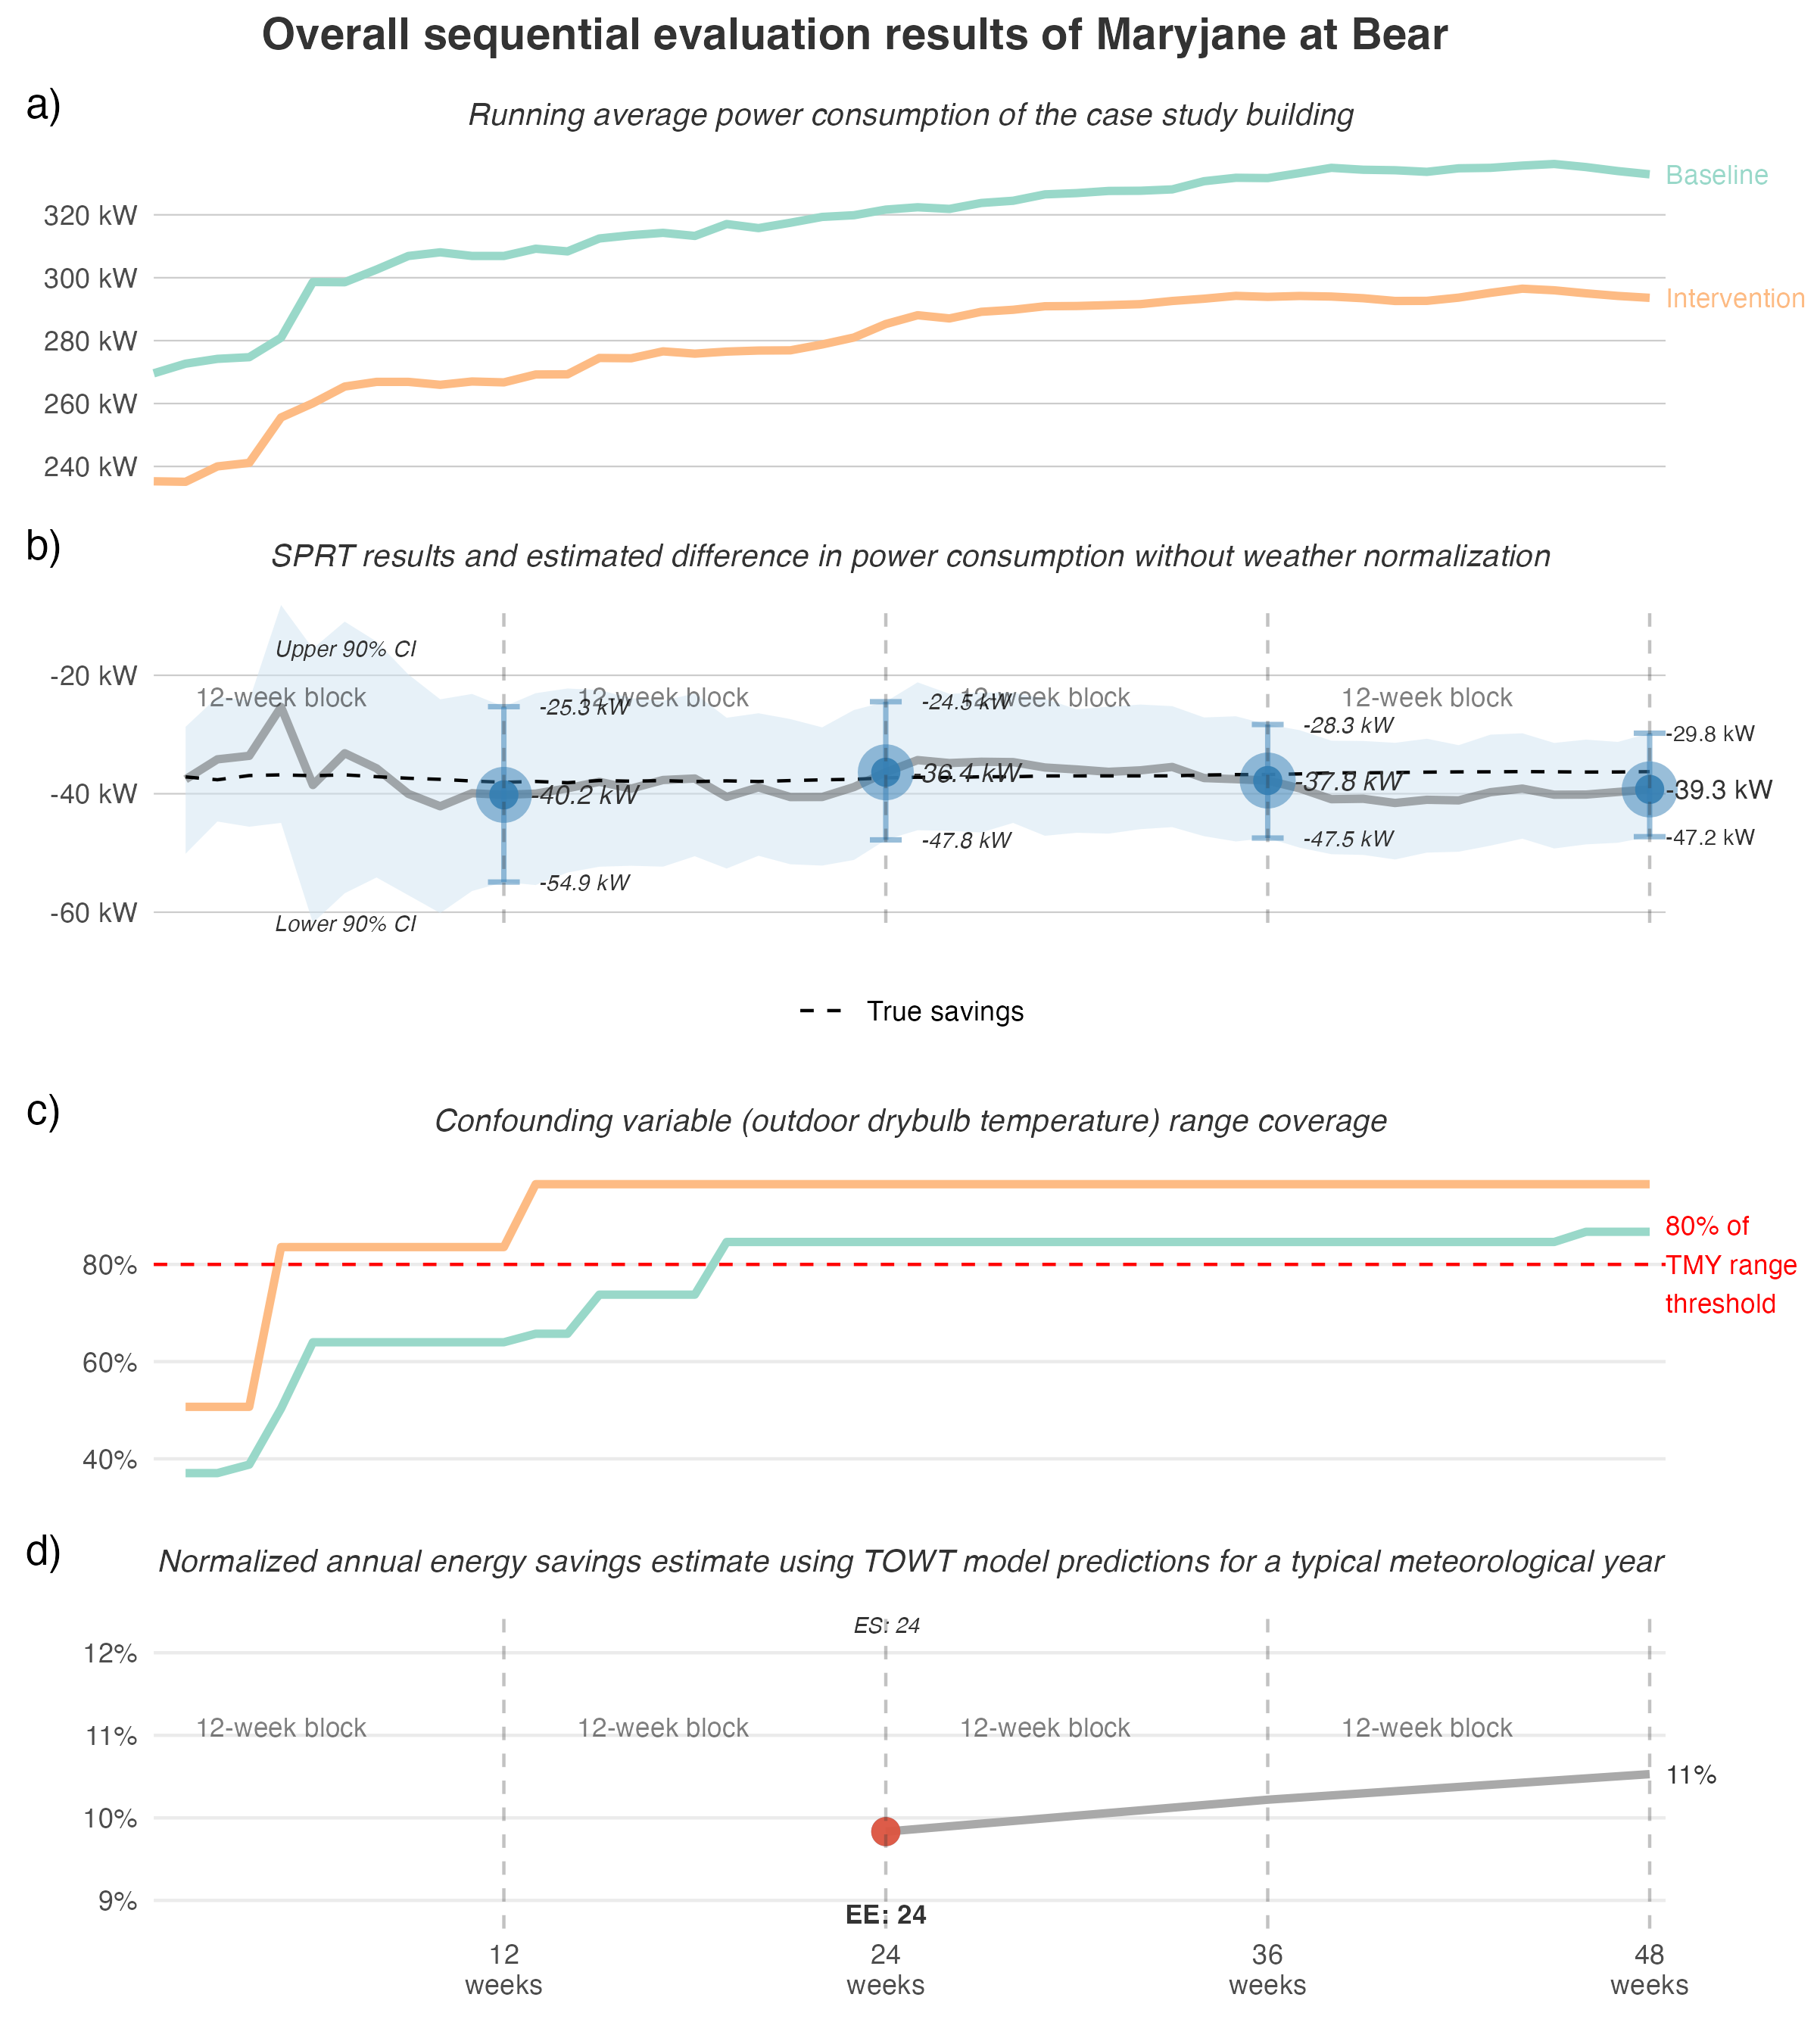 Overall sequential evaluation results of Maryjane at Bear
a)
Running average power consumption of the case study building
Baseline
320 kW
300 kW
Intervention
280 kW
260 kW
240 kW
b)
SPRT results and estimated difference in power consumption without weather normalization
Upper 90% CI
-20 kW
12-week block
12-week block
12-week block
12-week block
-25.3 kW
-24.5 kW
-28.3 kW
-29.8 kW
-40 kW
-40.2 kW
-36.4 kW
-37.8 kW
-39.3 kW
-47.8 kW
-47.5 kW
-47.2 kW
-54.9 kW
-60 kW
Lower 90% CI
True savings
c)
Confounding variable (outdoor drybulb temperature) range coverage
80% of
TMY range
threshold
80%
60%
40%
d)
Normalized annual energy savings estimate using TOWT model predictions for a typical meteorological year
ES: 24
12%
12-week block
12-week block
12-week block
12-week block
11%
11%
10%
9%
EE: 24
12
weeks
24
weeks
36
weeks
48
weeks